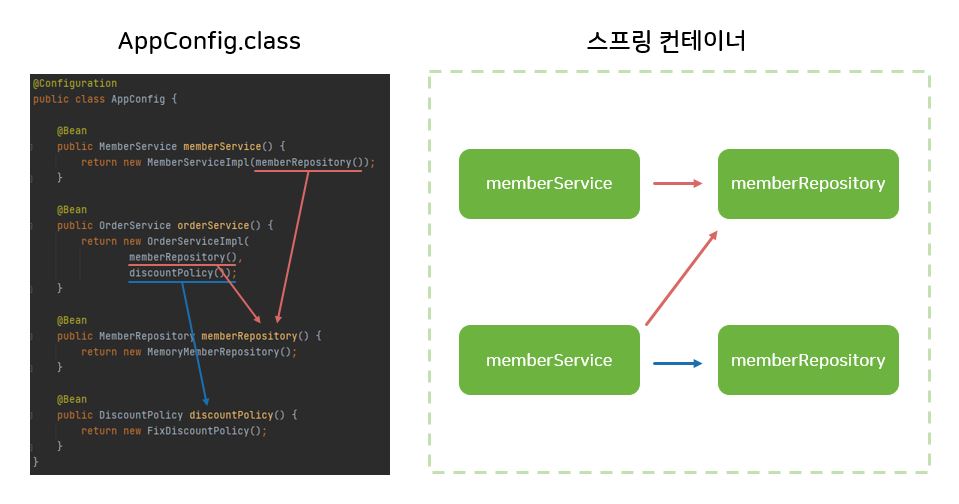 AppConfig.class
@Configuration
public class AppConfig {
@Bean
public MemberService memberService() {
return new MemberServiceImpl(memberRepository());
}
@Bean
public OrderService orderService() {
return new OrderServiceImpl(
memberRepository(),
discountPolicy());
}
@Bean
public MemberRepository memberRepository() {
return new MemoryMemberRepository();
}
@Bean
public DiscountPolicy discountPolicy() {
return new FixDiscountPolicy();
}
}
스프링 컨테이너
memberService
memberRepository
memberService
memberRepository